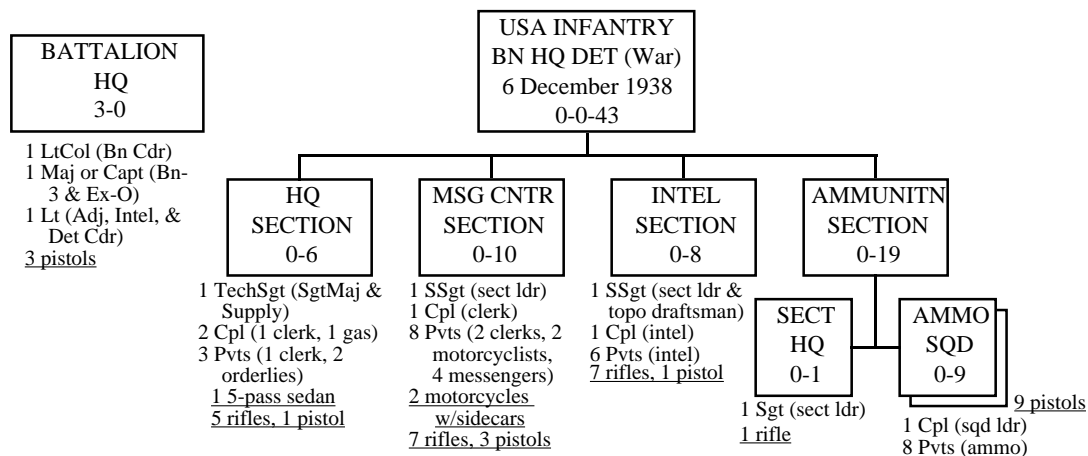 USA INFANTRY
BN HQ DET (War)
6 December 1938
0-0-43
BATTALION
HQ
3-0
1 LtCol (Bn Cdr)
1 Maj or Capt (Bn-
3 & Ex-O)
1 Lt (Adj, Intel, &
Det Cdr)
3 pistols
HQ
SECTION
0-6
1 TechSgt (SgtMaj &
Supply)
2 Cpl (1 clerk, 1 gas)
3 Pvts (1 clerk, 2
orderlies)
1 5-pass sedan
5 rifles, 1 pistol
MSG CNTR
SECTION
0-10
1 SSgt (sect ldr)
1 Cpl (clerk)
8 Pvts (2 clerks, 2
motorcyclists,
4 messengers)
2 motorcycles
w/sidecars
7 rifles, 3 pistols
INTEL
SECTION
0-8
1 SSgt (sect ldr &
topo draftsman)
1 Cpl (intel)
6 Pvts (intel)
7 rifles, 1 pistol
AMMUNITN
SECTION
0-19
SECT
HQ
0-1
1 Sgt (sect ldr)
1 rifle
AMMO
SQD
0-9
9 pistols
1 Cpl (sqd ldr)
8 Pvts (ammo)